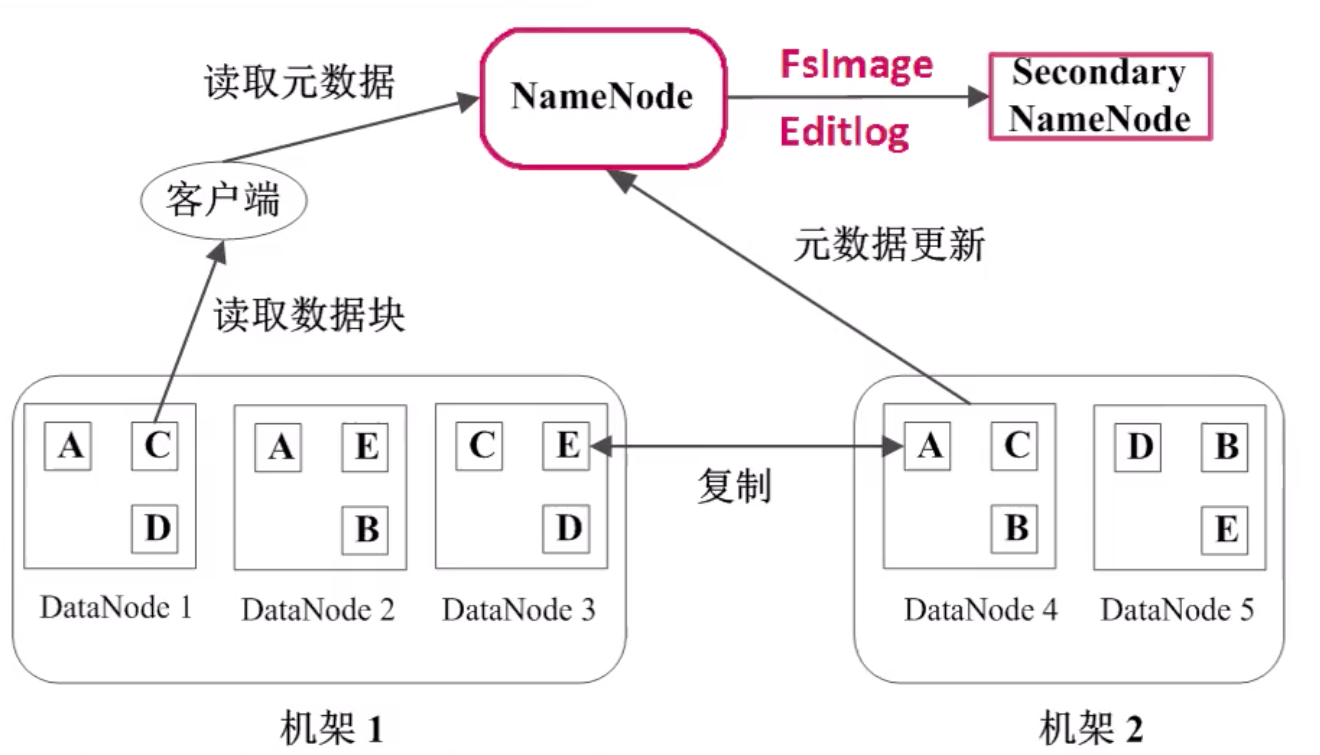 读取元数据
NameNode
FsImage
Editlog
Secondary
NameNode
客户端
元数据更新
读取数据块
A C
D
A E
B
C E
D
复制
A C
B
D B
E
DataNode 1
DataNode 2
DataNode 3
DataNode 4
DataNode 5
机架 1
机架 2